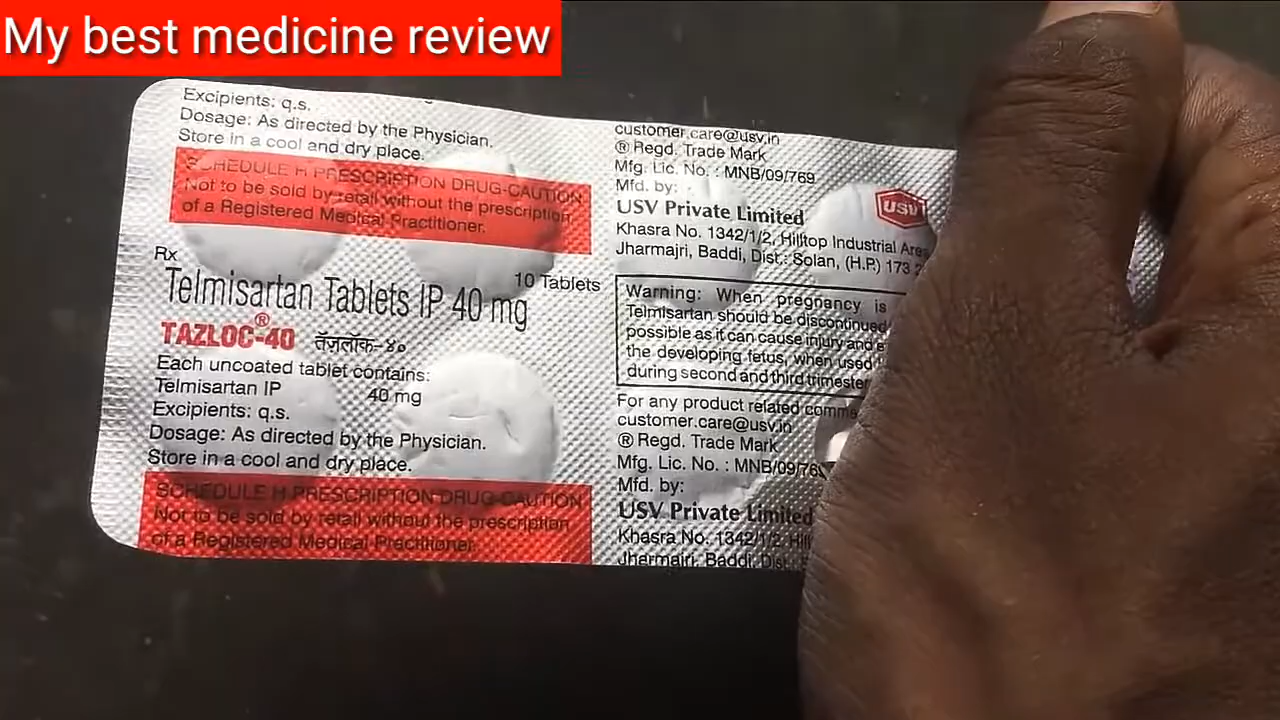 My best medicine review
Excipients: q.s.
Dosage: As directed by the Physician.
Store in a cool and dry place.
SCHEDULE H PRESCRIPTION DRUG-CAUTION
Not to be sold by retail without the prescription
of a Registered Medical Practitioner.
Rx
10 Tablets
Telmisartan Tablets IP 40 mg
TAZLOC®-40 तॅज़लॉक-४०
Each uncoated tablet contains:
Telmisartan IP 40 mg
Excipients: q.s.
Dosage: As directed by the Physician.
Store in a cool and dry place.
SCHEDULE H PRESCRIPTION DRUG-CAUTION
Not to be sold by retail without the prescription
of a Registered Medical Practitioner.
customer.care@usv.in
® Regd. Trade Mark
Mfg. Lic. No. : MNB/09/769
Mfd. by:
USV
USV Private Limited
Khasra No. 1342/1/2, Hilltop Industrial
Jharmajri, Baddi, Dist.: Solan, (H.P.) 173
Warning: When pregnancy is
Telmisartan should be discontinued
possible as it can cause injury and
the developing fetus, when used
during second and third trimester
For any product related
customer.care@usv.in
® Regd. Trade Mark
Mfg. Lic. No. : MNB/09/76
Mfd. by:
USV Private Limited
Khasra No. 1342/1/2,
Jharmajri, Baddi,